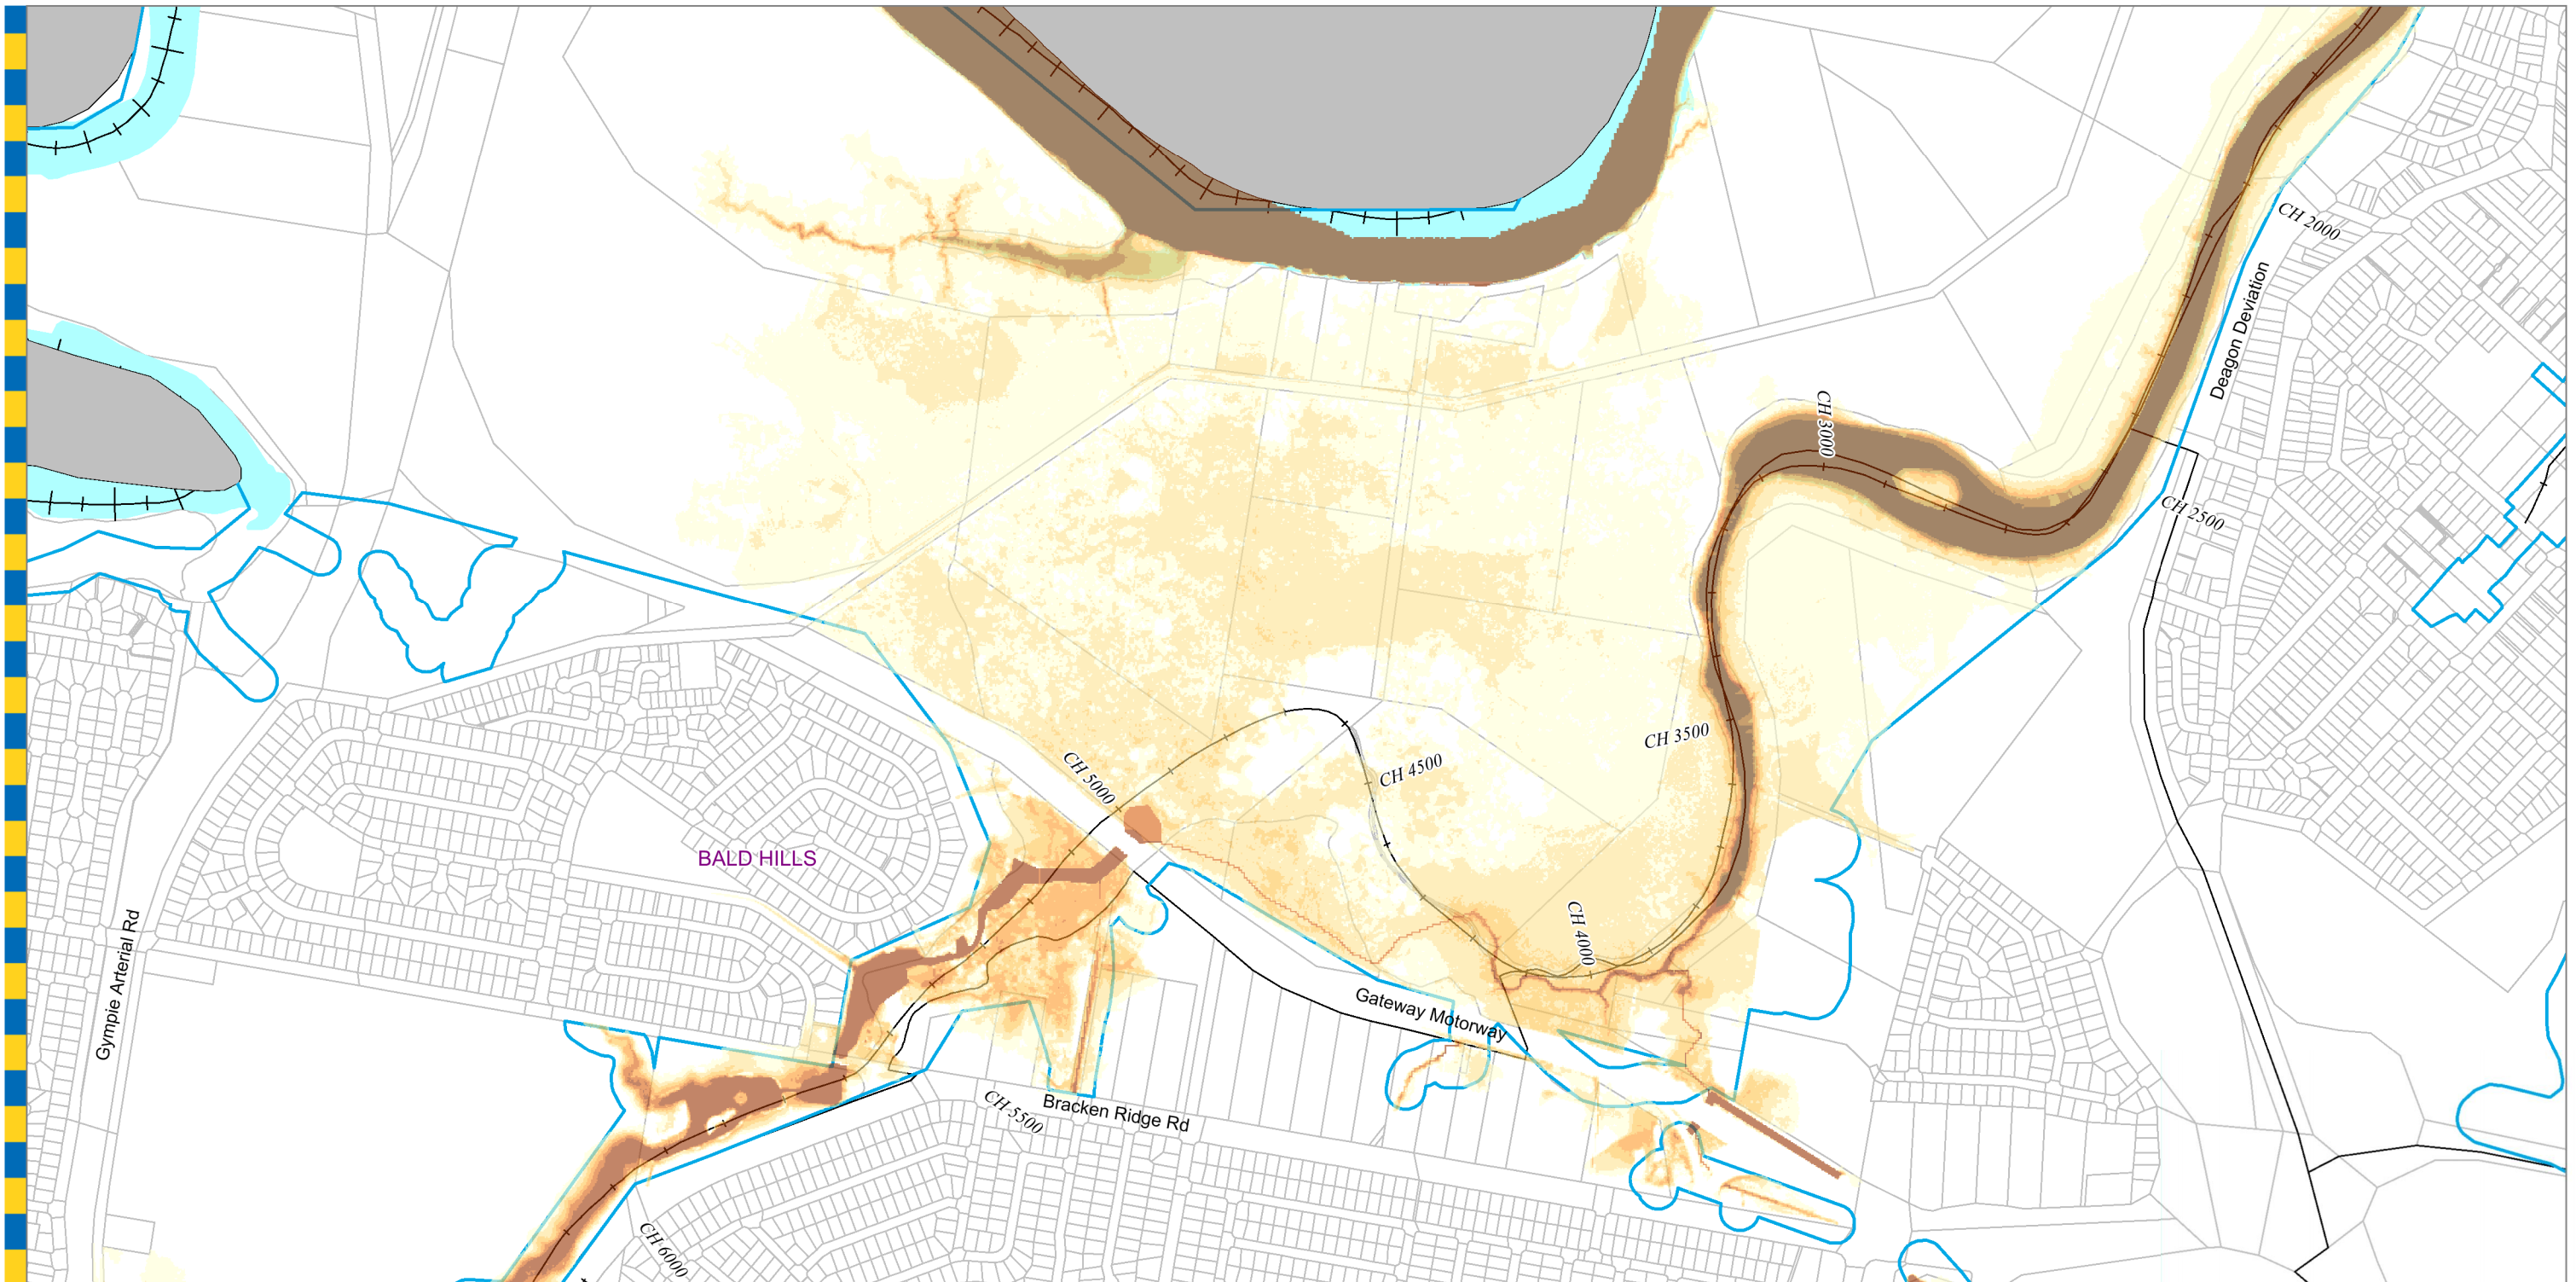 CH 2000
Deagon Deviation
CH 3000
CH 2500
CH 3500
CH 5000
CH 4500
BALD HILLS
Gympie Arterial Rd
CH 4000
Gateway Motorway
CH 5500
Bracken Ridge Rd
CH 6000